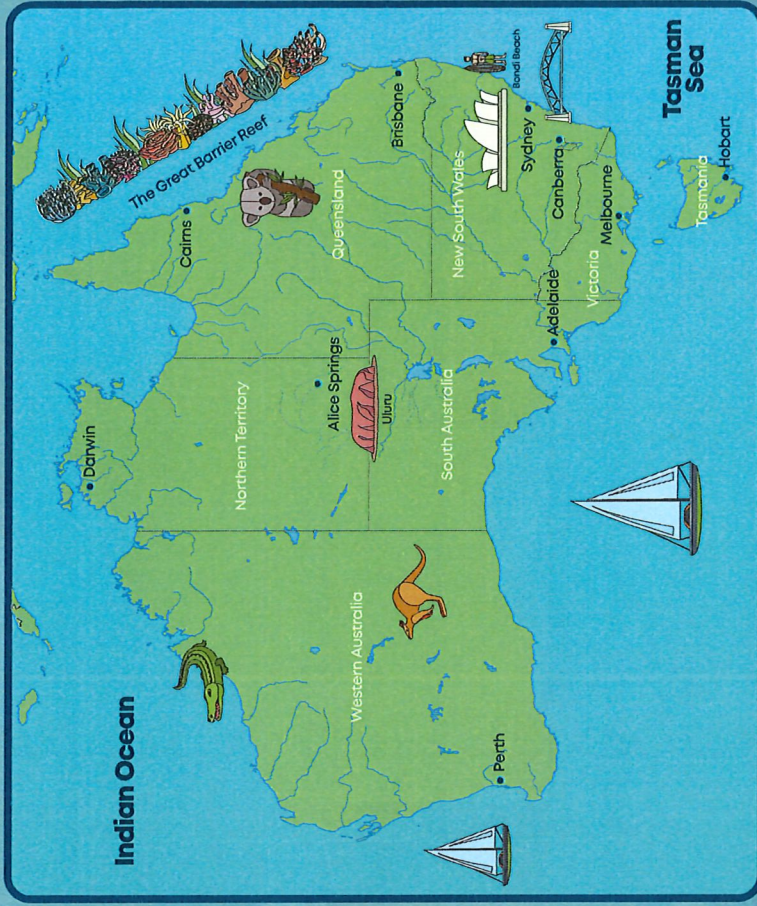 Indian Ocean
Darwin
Cairns
The Great Barrier Reef
Northern Territory
Queensland
Alice Springs
Uluru
Western Australia
South Australia
Brisbane
New South Wales
Bondi Beach
Sydney
Perth
Adelaide
Canberra
Victoria
Melbourne
Tasman
Sea
Tasmania
Hobart